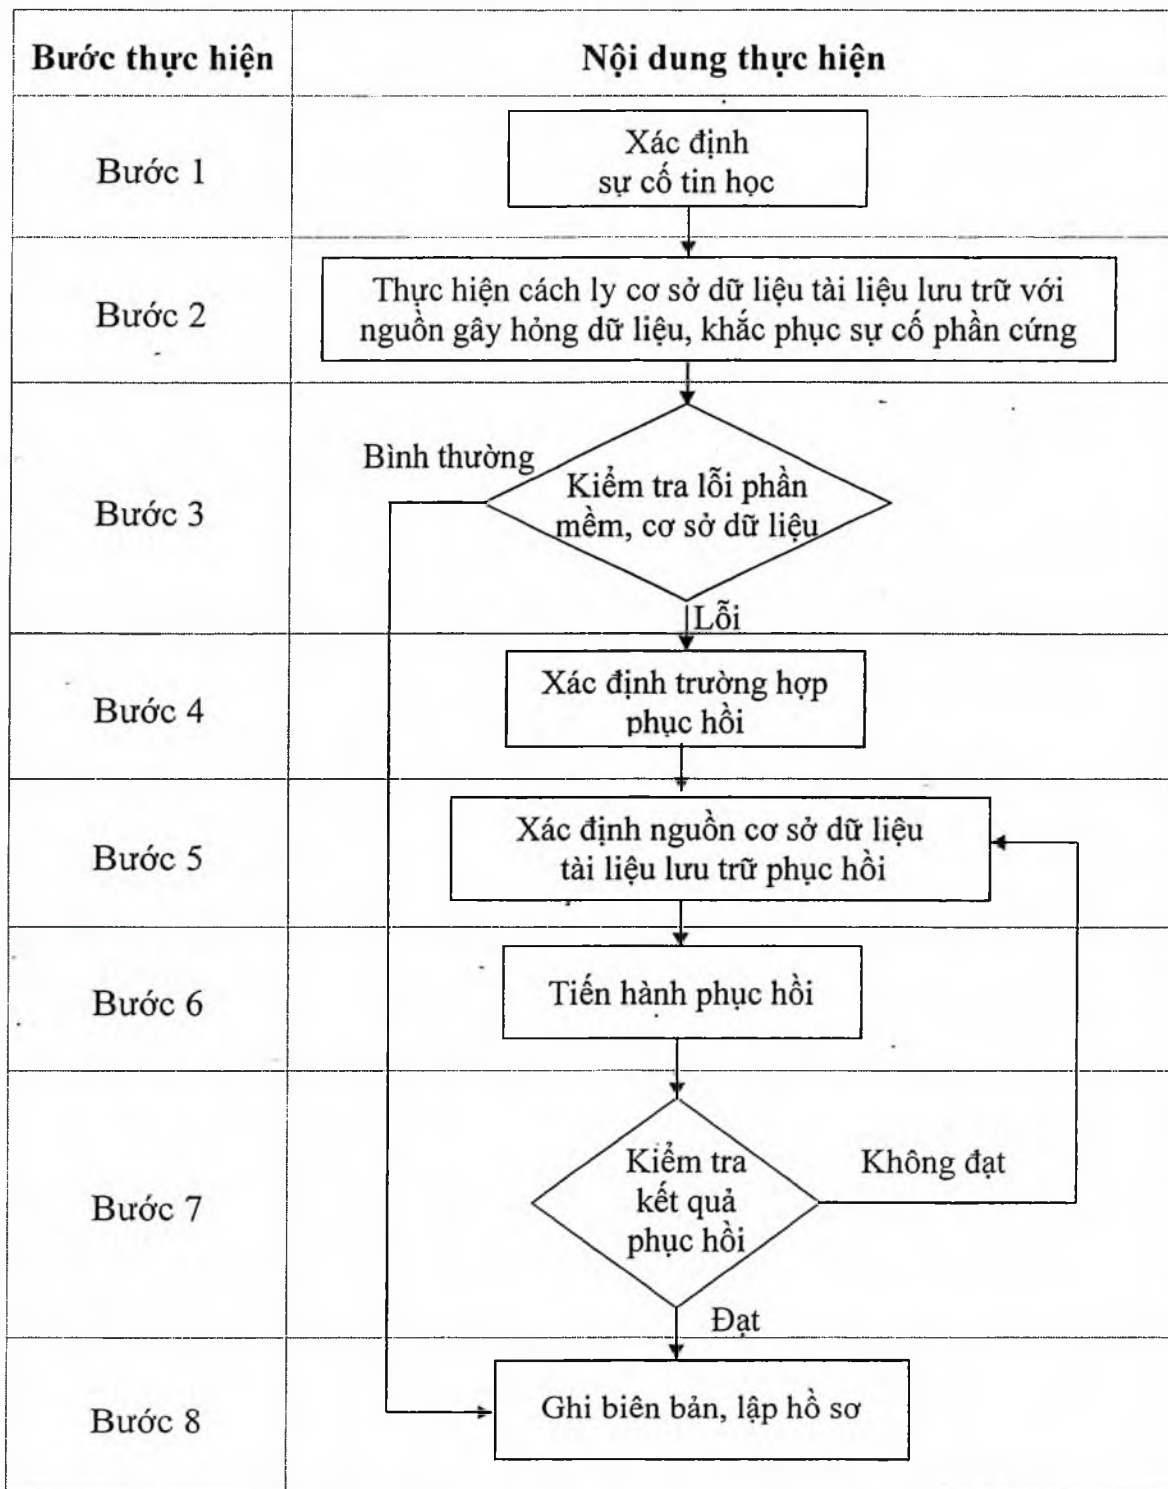 Bước thực hiện
Nội dung thực hiện
Bước 1
Xác định
sự cố tin học
Bước 2
Thực hiện cách ly cơ sở dữ liệu tài liệu lưu trữ với
nguồn gây hỏng dữ liệu, khắc phục sự cố phần cứng
Bước 3
Bình thường
Kiểm tra lỗi phần
mềm, cơ sở dữ liệu
Lỗi
Bước 4
Xác định trường hợp
phục hồi
Bước 5
Xác định nguồn cơ sở dữ liệu
tài liệu lưu trữ phục hồi
Bước 6
Tiến hành phục hồi
Bước 7
Kiểm tra
kết quả
phục hồi
Không đạt
Đạt
Bước 8
Ghi biên bản, lập hồ sơ